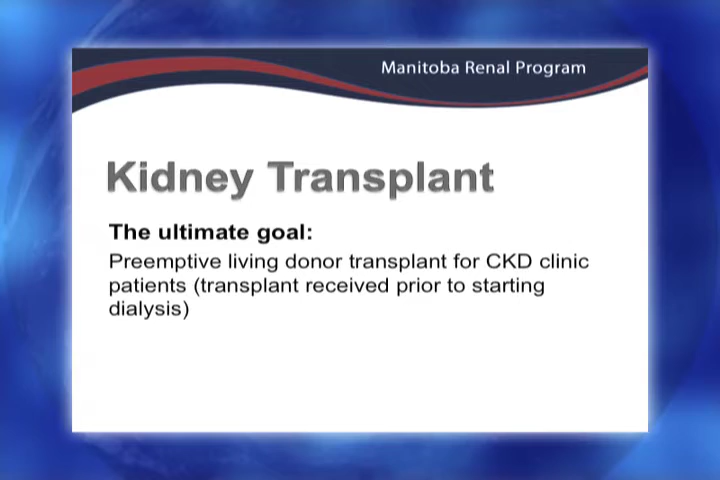 Manitoba Renal Program
Kidney Transplant
The ultimate goal:
Preemptive living donor transplant for CKD clinic
patients (transplant received prior to starting
dialysis)